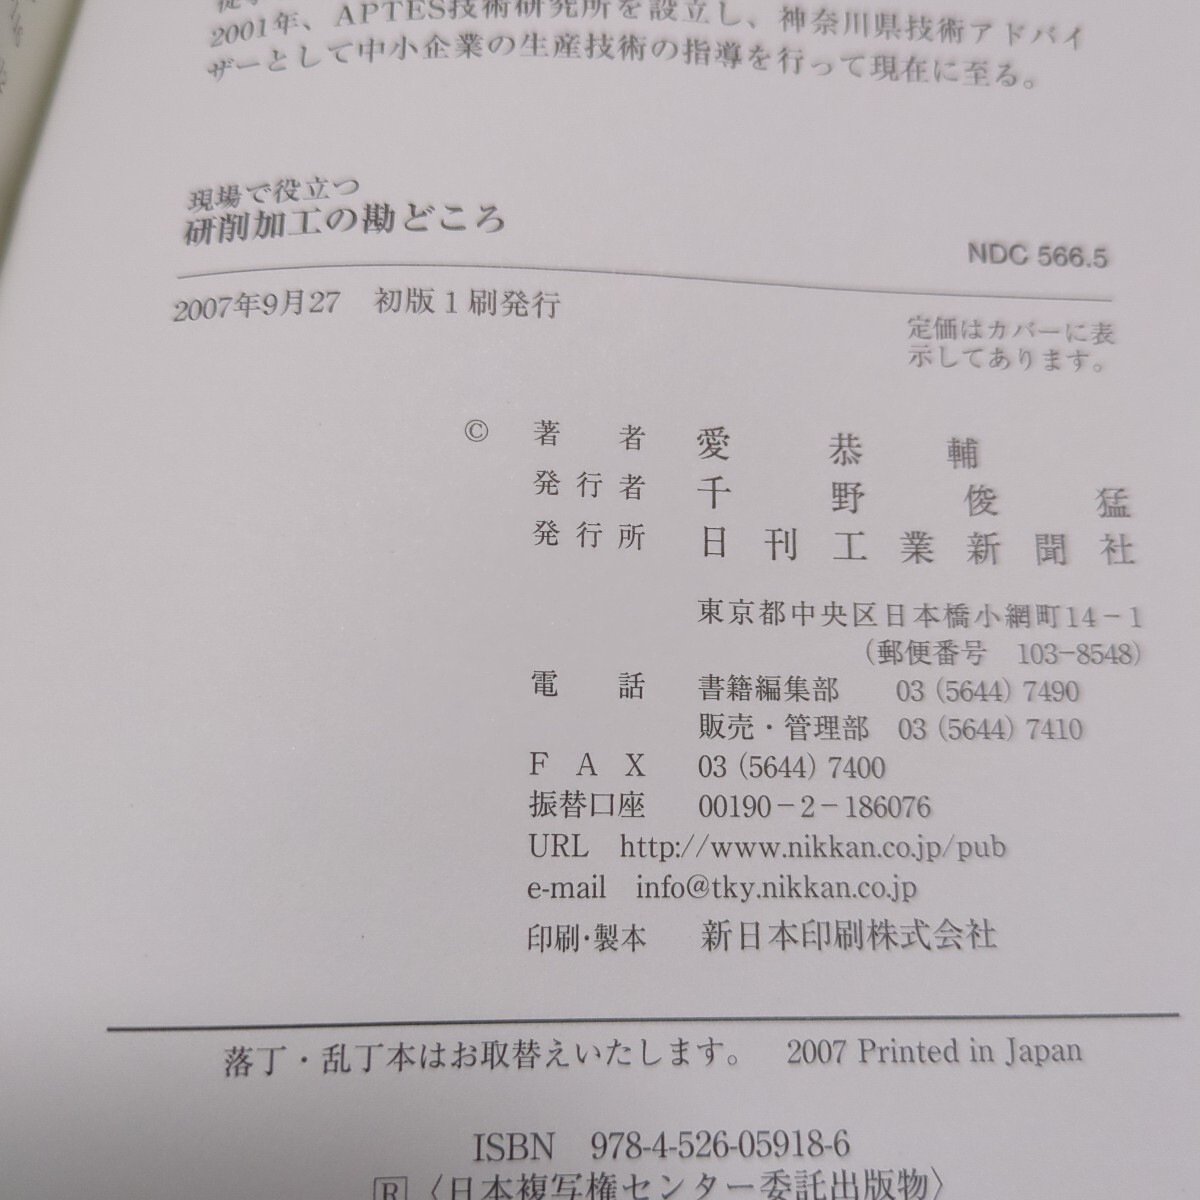 2001年、APTES技術研究所を設立し、神奈川県技術アドバイ
ザーとして中小企業の生産技術の指導を行って現在に至る。
現場で役立つ
研削加工の勘どころ
NDC 566.5
2007年9月27　初版1刷発行
定価はカバーに表
示してあります。
© 著者 愛 恭輔
発行者 千野俊猛
発行所 日刊工業新聞社
東京都中央区日本橋小網町14-1
(郵便番号　103-8548)
電話 書籍編集部 03(5644)7490
販売・管理部 03(5644)7410
FAX 03(5644)7400
振替口座 00190-2-186076
URL http://www.nikkan.co.jp/pub
e-mail info@tky.nikkan.co.jp
印刷・製本 新日本印刷株式会社
落丁・乱丁本はお取替えいたします。 2007 Printed in Japan
ISBN 978-4-526-05918-6
R〈日本複写権センター委託出版物〉